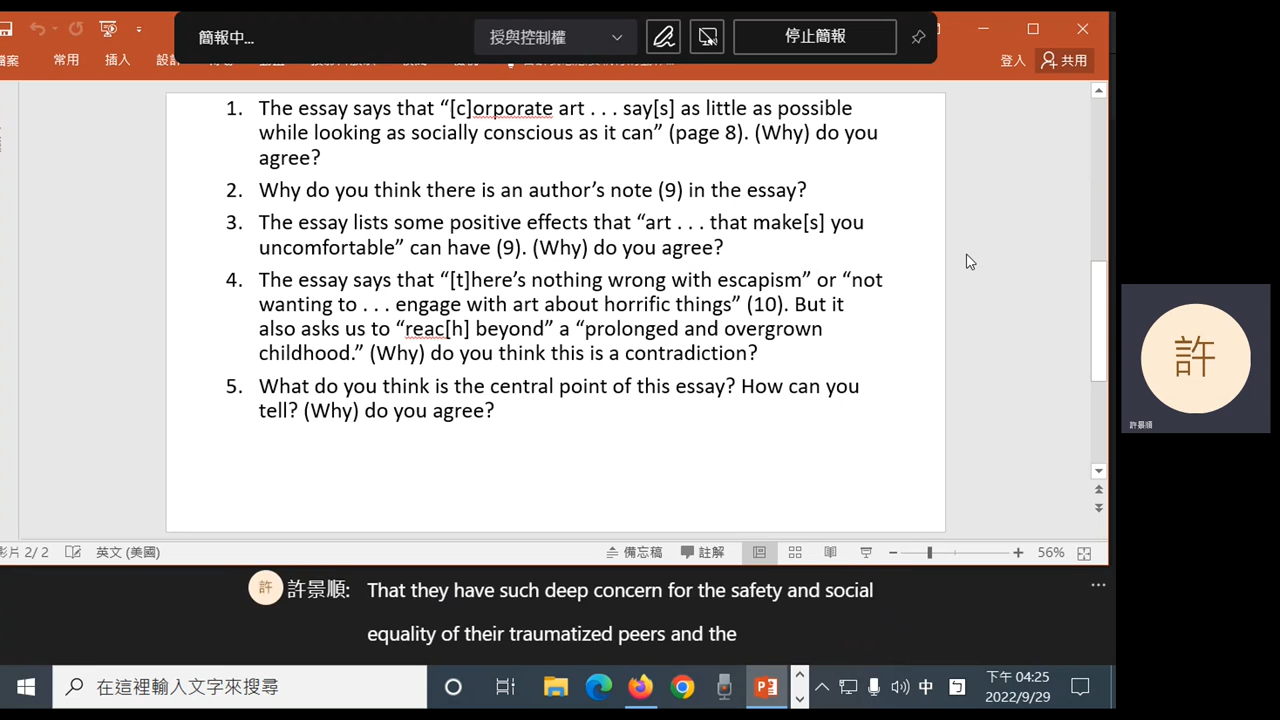 簡報中...
授與控制權
停止簡報
檔案
常用
插入
登入
共用
1. The essay says that “[c]orporate art . . . say[s] as little as possible
while looking as socially conscious as it can” (page 8). (Why) do you
agree?
2. Why do you think there is an author’s note (9) in the essay?
3. The essay lists some positive effects that “art . . . that make[s] you
uncomfortable” can have (9). (Why) do you agree?
4. The essay says that “[t]here’s nothing wrong with escapism” or “not
wanting to . . . engage with art about horrific things” (10). But it
also asks us to “reac[h] beyond” a “prolonged and overgrown
childhood.” (Why) do you think this is a contradiction?
5. What do you think is the central point of this essay? How can you
tell? (Why) do you agree?
許
許景順
影片 2/ 2
英文 (美國)
備忘稿
註解
56%
許
許景順:
That they have such deep concern for the safety and social
equality of their traumatized peers and the
在這裡輸入文字來搜尋
中
下午 04:25
2022/9/29